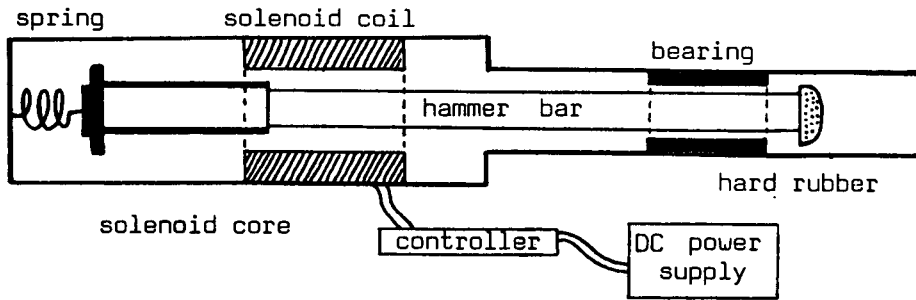 spring
solenoid coil
bearing
hammer bar
hard rubber
solenoid core
controller
DC power
supply